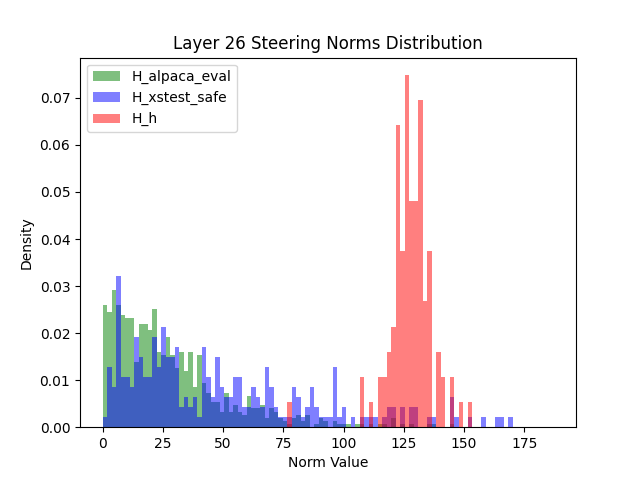 Layer 26 Steering Norms Distribution
H_alpaca_eval
H_xstest_safe
H_h
0.07
0.06
0.05
0.04
0.03
0.02
0.01
0.00
Density
0
25
50
75
100
125
150
175
Norm Value